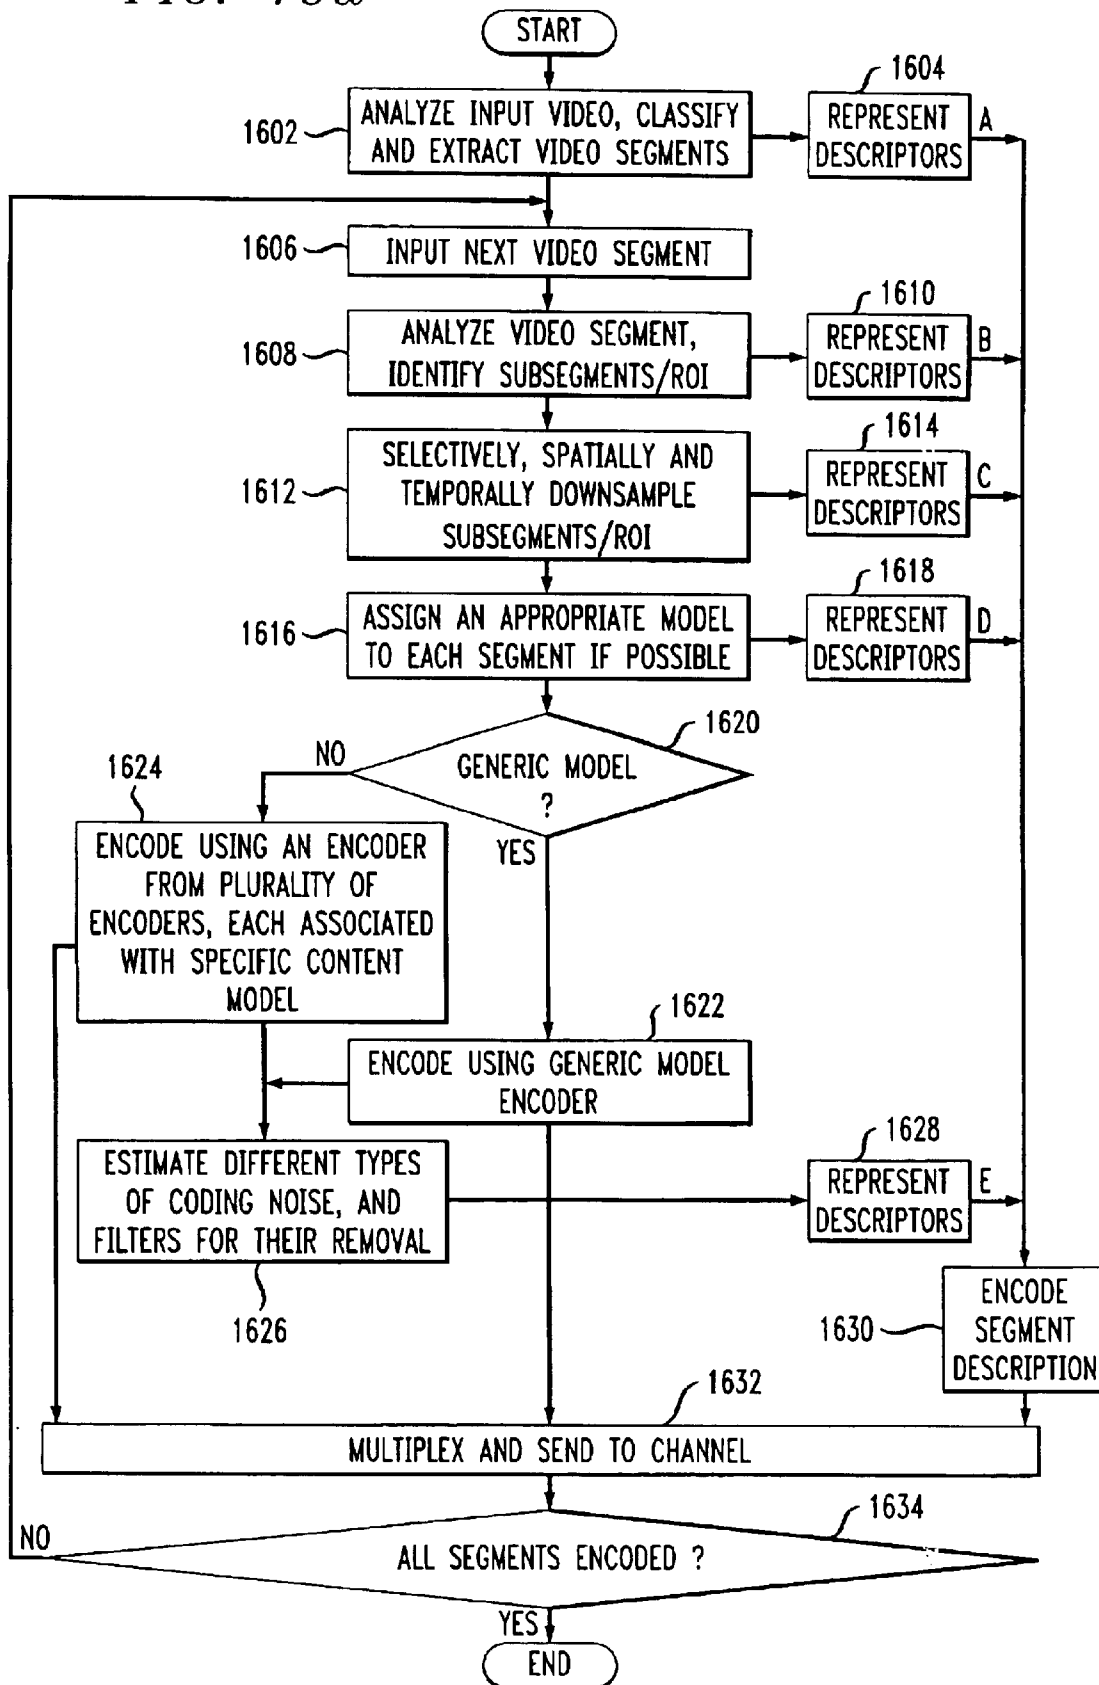 START
1604
1602
ANALYZE INPUT VIDEO, CLASSIFY
AND EXTRACT VIDEO SEGMENTS
REPRESENT
DESCRIPTORS
A
1606
INPUT NEXT VIDEO SEGMENT
1610
1608
ANALYZE VIDEO SEGMENT,
IDENTIFY SUBSEGMENTS/ROI
REPRESENT
DESCRIPTORS
B
1614
1612
SELECTIVELY, SPATIALLY AND
TEMPORALLY DOWNSAMPLE
SUBSEGMENTS/ROI
REPRESENT
DESCRIPTORS
C
1618
1616
ASSIGN AN APPROPRIATE MODEL
TO EACH SEGMENT IF POSSIBLE
REPRESENT
DESCRIPTORS
D
1620
GENERIC MODEL
?
NO
YES
1624
ENCODE USING AN ENCODER
FROM PLURALITY OF
ENCODERS, EACH ASSOCIATED
WITH SPECIFIC CONTENT
MODEL
1622
ENCODE USING GENERIC MODEL
ENCODER
ESTIMATE DIFFERENT TYPES
OF CODING NOISE, AND
FILTERS FOR THEIR REMOVAL
1626
1628
REPRESENT
DESCRIPTORS
E
1630
ENCODE
SEGMENT
DESCRIPTION
1632
MULTIPLEX AND SEND TO CHANNEL
1634
ALL SEGMENTS ENCODED ?
NO
YES
END